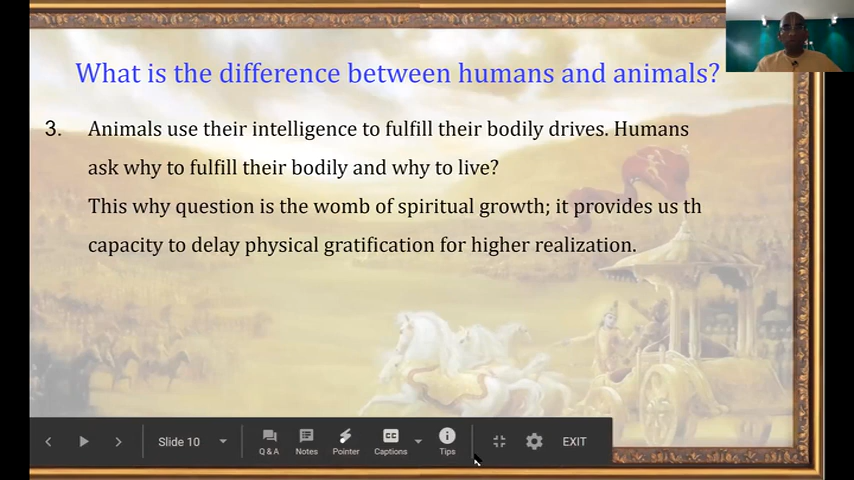 What is the difference between humans and animals?
3. Animals use their intelligence to fulfill their bodily drives. Humans
ask why to fulfill their bodily and why to live?
This why question is the womb of spiritual growth; it provides us th
capacity to delay physical gratification for higher realization.
Slide 10
Q & A
Notes
Pointer
CC
Captions
Tips
EXIT